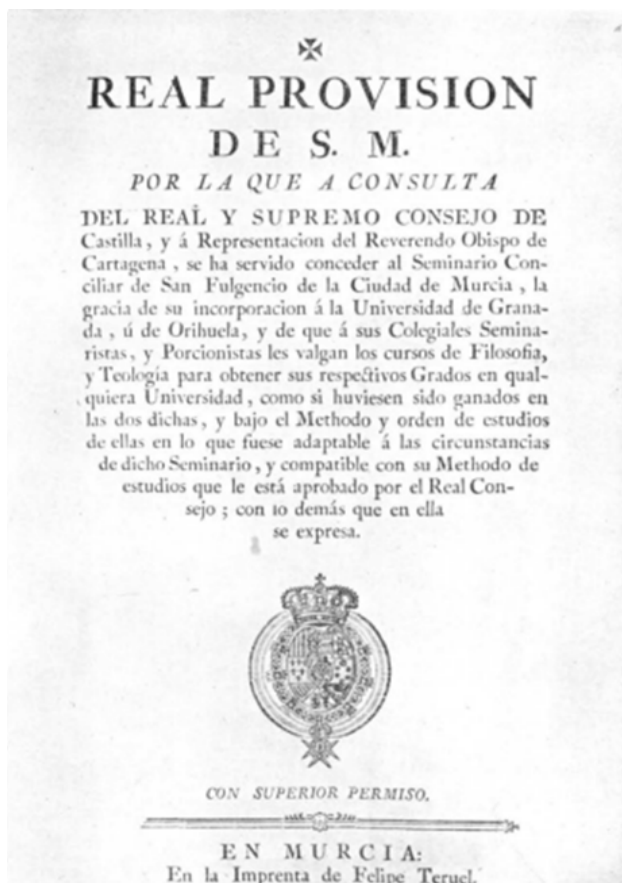 ✠
REAL PROVISION
DE S. M.
POR LA QUE A CONSULTA
DEL REAL Y SUPREMO CONSEJO DE
Castilla, y á Representacion del Reverendo Obispo de
Cartagena, se ha servido conceder al Seminario Con-
ciliar de San Fulgencio de la Ciudad de Murcia, la
gracia de su incorporacion á la Universidad de Grana-
da, ú de Orihuela, y de que á sus Colegiales Semina-
ristas, y Porcionistas les valgan los cursos de Filosofia,
y Teología para obtener sus respectivos Grados en qual-
quiera Universidad, como si huviesen sido ganados en
las dos dichas, y bajo el Methodo y orden de estudios
de ellas en lo que fuese adaptable á las circunstancias
de dicho Seminario, y compatible con su Methodo de
estudios que le está aprobado por el Real Con-
sejo; con lo demás que en ella
se expresa.
CON SUPERIOR PERMISO.
EN MURCIA:
En la Imprenta de Felipe Teruel.